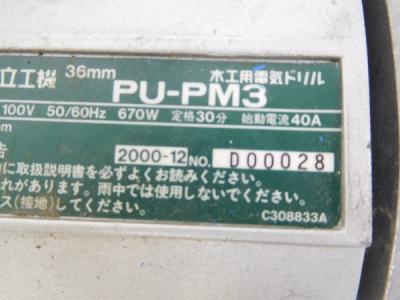 立工機 36mm 木工用電気ドリル
PU-PM3
100V 50/60Hz 670W 定格30分 始動電流40A
pm
告 2000-12 NO. D00028
に取扱説明書を必ずよくお読みください。
れがあります。雨中では使用しないでください。
ス(接地)してください。
C308833A